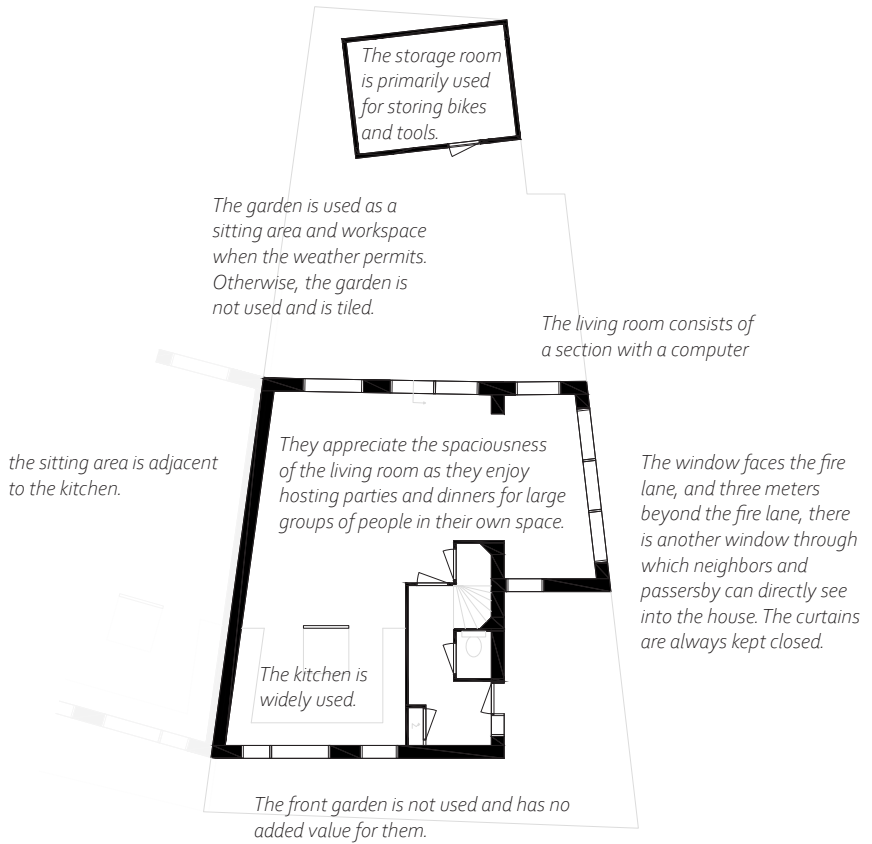 The storage room
is primarily used
for storing bikes
and tools.
The garden is used as a
sitting area and workspace
when the weather permits.
Otherwise, the garden is
not used and is tiled.
The living room consists of
a section with a computer
They appreciate the spaciousness
of the living room as they enjoy
hosting parties and dinners for large
groups of people in their own space.
the sitting area is adjacent
to the kitchen.
The window faces the fire
lane, and three meters
beyond the fire lane, there
is another window through
which neighbors and
passersby can directly see
into the house. The curtains
are always kept closed.
The kitchen is
widely used.
The front garden is not used and has no
added value for them.